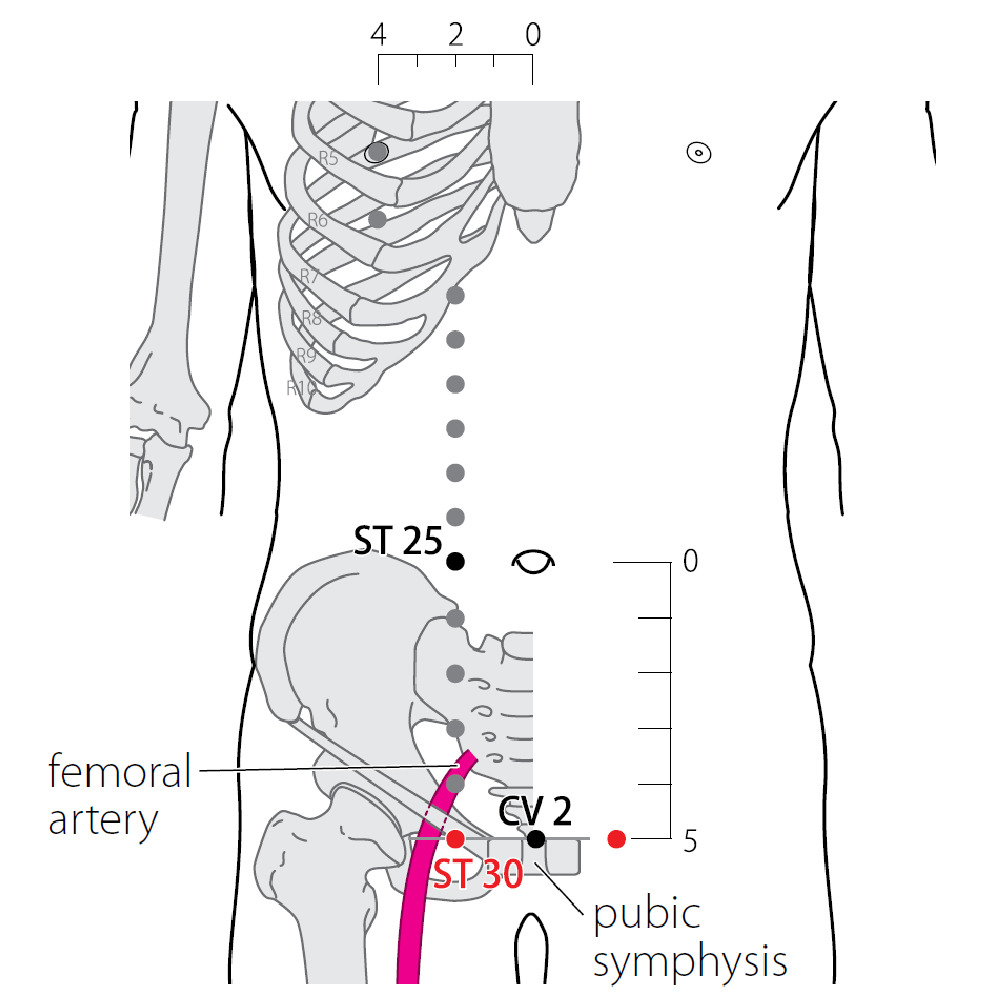 4 2 0
R5
R6
R7
R8
R9
R10
ST 25
0
femoral
artery
CV 2
5
ST 30
pubic
symphysis